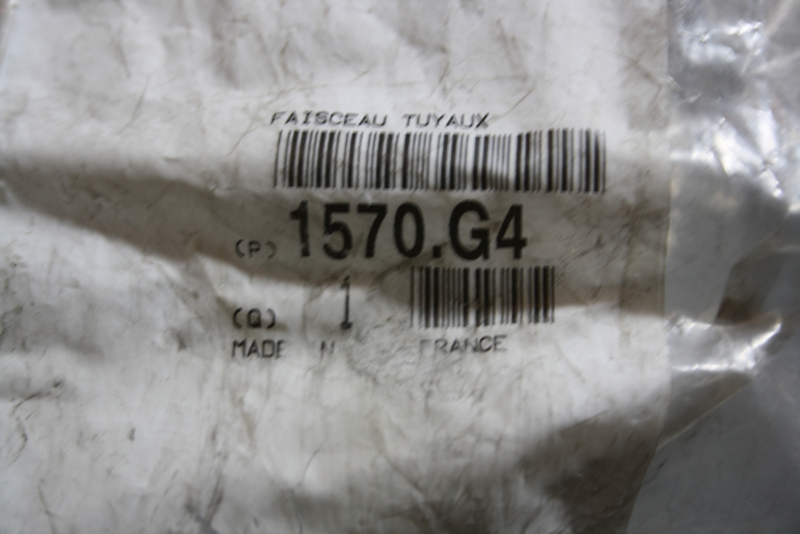 FAISCEAU TUYAUX
(P) 1570.G4
(Q) 1
MADE N FRANCE